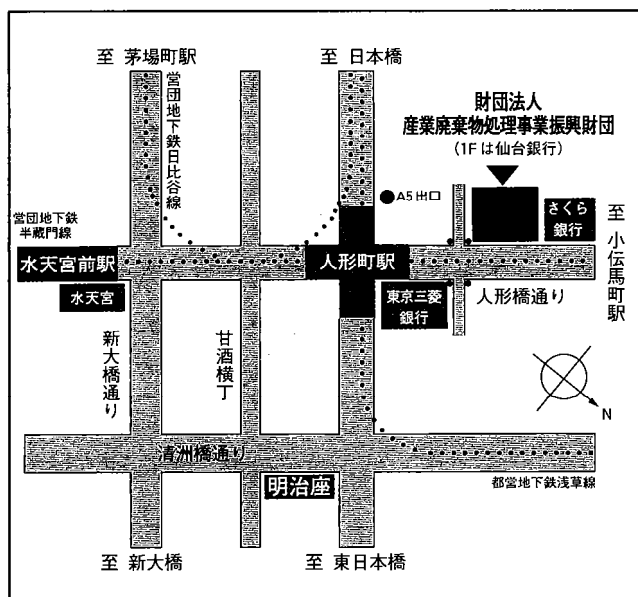 至 茅場町駅
至 日本橋
営団地下鉄日比谷線
財団法人
産業廃棄物処理事業振興財団
(1Fは仙台銀行)
A5出口
さくら
銀行
至 小伝馬町駅
営団地下鉄
半蔵門線
水天宮前駅
人形町駅
水天宮
東京三菱
銀行
人形橋通り
新大橋通り
甘酒横丁
N
清洲橋通り
明治座
都営地下鉄浅草線
至 新大橋
至 東日本橋